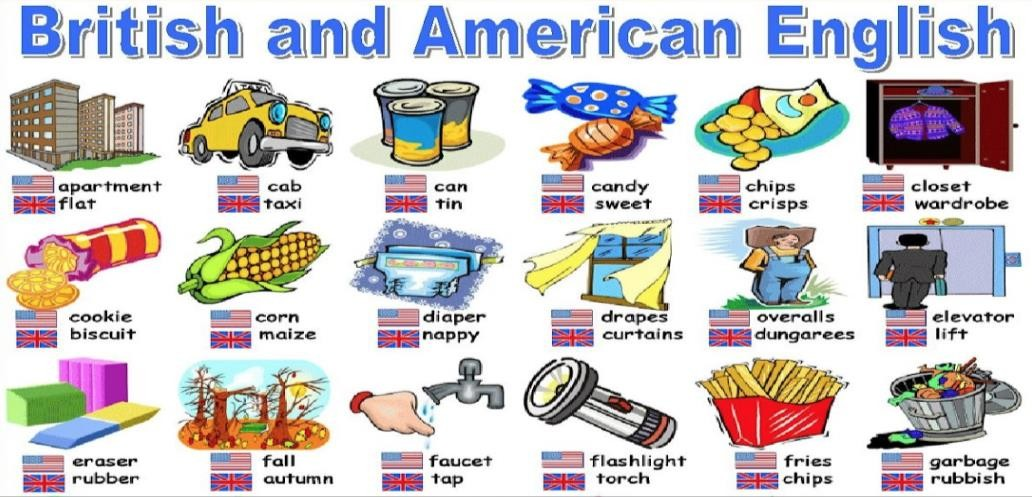 British and American English
apartment
flat
cab
taxi
can
tin
candy
sweet
chips
crisps
closet
wardrobe
cookie
biscuit
corn
maize
diaper
nappy
drapes
curtains
overalls
dungarees
elevator
lift
eraser
rubber
fall
autumn
faucet
tap
flashlight
torch
fries
chips
garbage
rubbish